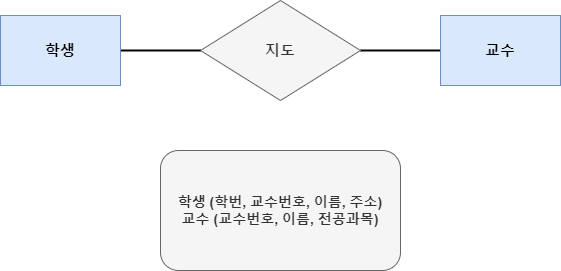 학생
지도
교수
학생 (학번, 교수번호, 이름, 주소)
교수 (교수번호, 이름, 전공과목)